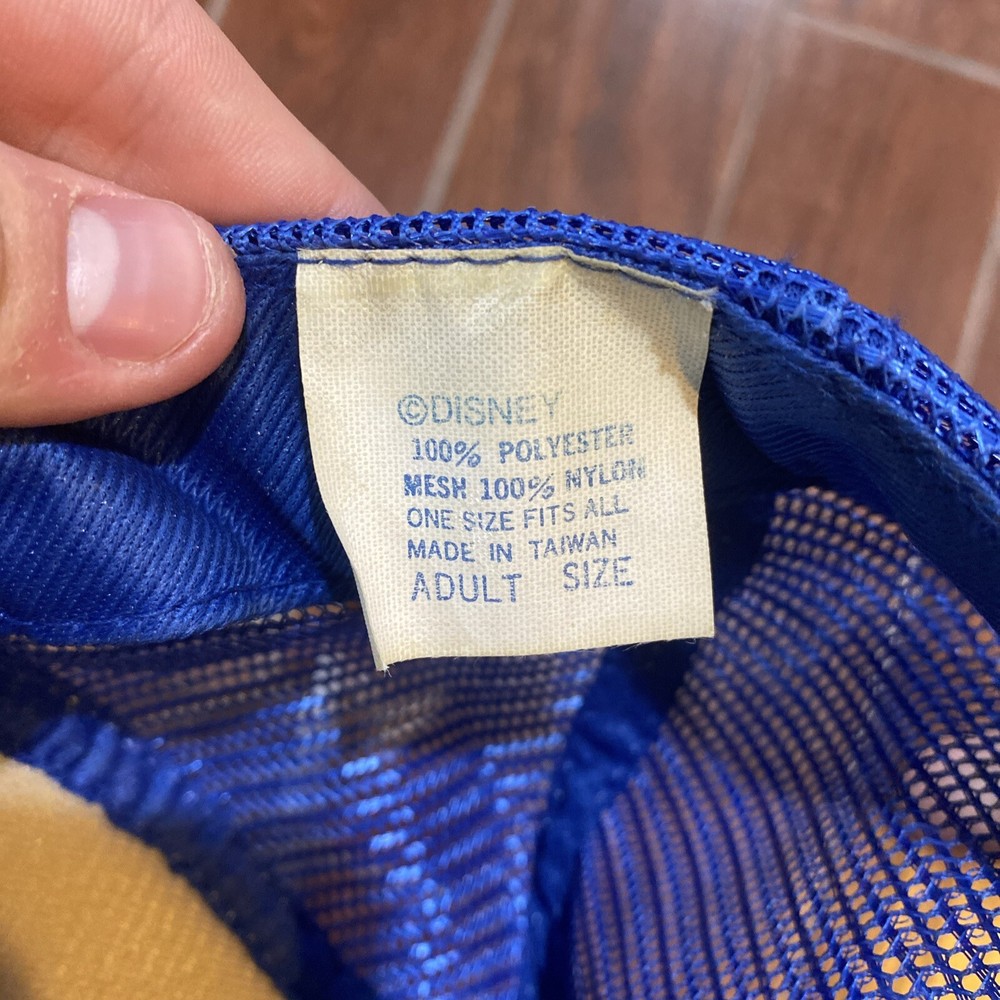 ©DISNEY
100% POLYESTER
MESH 100% NYLON
ONE SIZE FITS ALL
MADE IN TAIWAN
ADULT SIZE